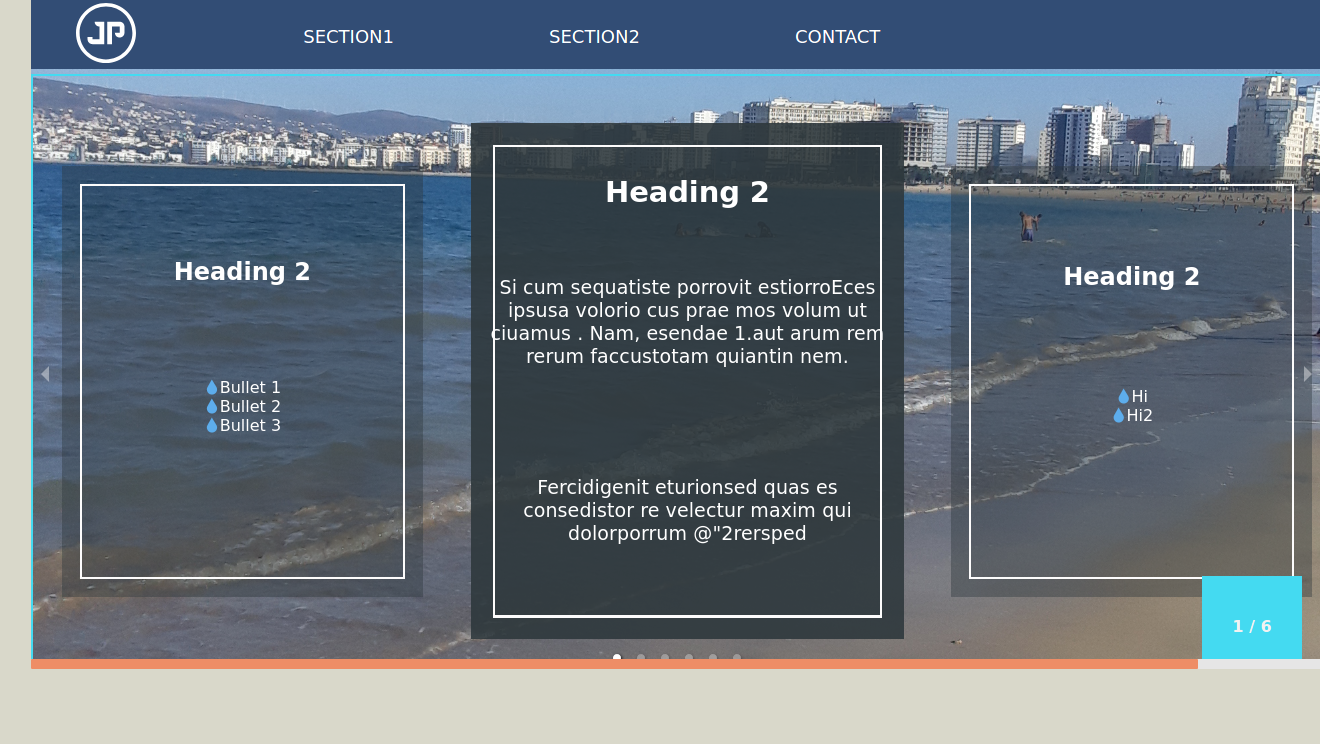 JP
SECTION1
SECTION2
CONTACT
Heading 2
Bullet 1
Bullet 2
Bullet 3
Heading 2
Si cum sequatiste porrovit estiorroEces
ipsusa volorio cus prae mos volum ut
ciuamus . Nam, esendae 1.aut arum rem
rerum faccustotam quiantin nem.
Fercidigenit eturionsed quas es
consedistor re velectur maxim qui
dolorporrum @"2rersped
Heading 2
Hi
Hi2
1 / 6